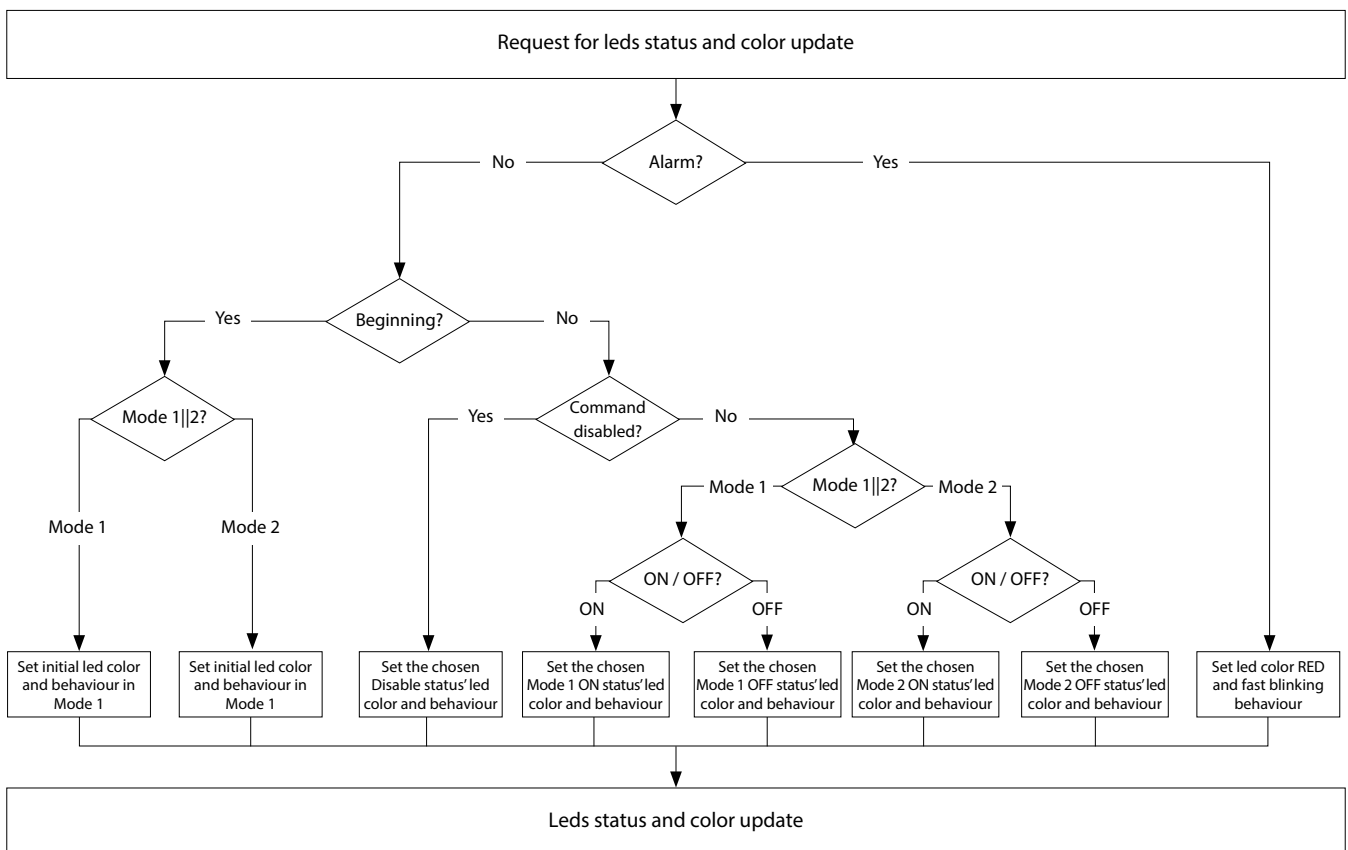 Request for leds status and color update
Alarm?
No
Yes
Beginning?
Yes
No
Mode 1||2?
Command
disabled?
Yes
No
Mode 1||2?
Mode 1
Mode 2
Mode 1
Mode 2
ON / OFF?
ON / OFF?
ON
OFF
ON
OFF
Set initial led color
and behaviour in
Mode 1
Set initial led color
and behaviour in
Mode 1
Set the chosen
Disable status’ led
color and behaviour
Set the chosen
Mode 1 ON status’ led
color and behaviour
Set the chosen
Mode 1 OFF status’ led
color and behaviour
Set the chosen
Mode 2 ON status’ led
color and behaviour
Set the chosen
Mode 2 OFF status’ led
color and behaviour
Set led color RED
and fast blinking
behaviour
Leds status and color update